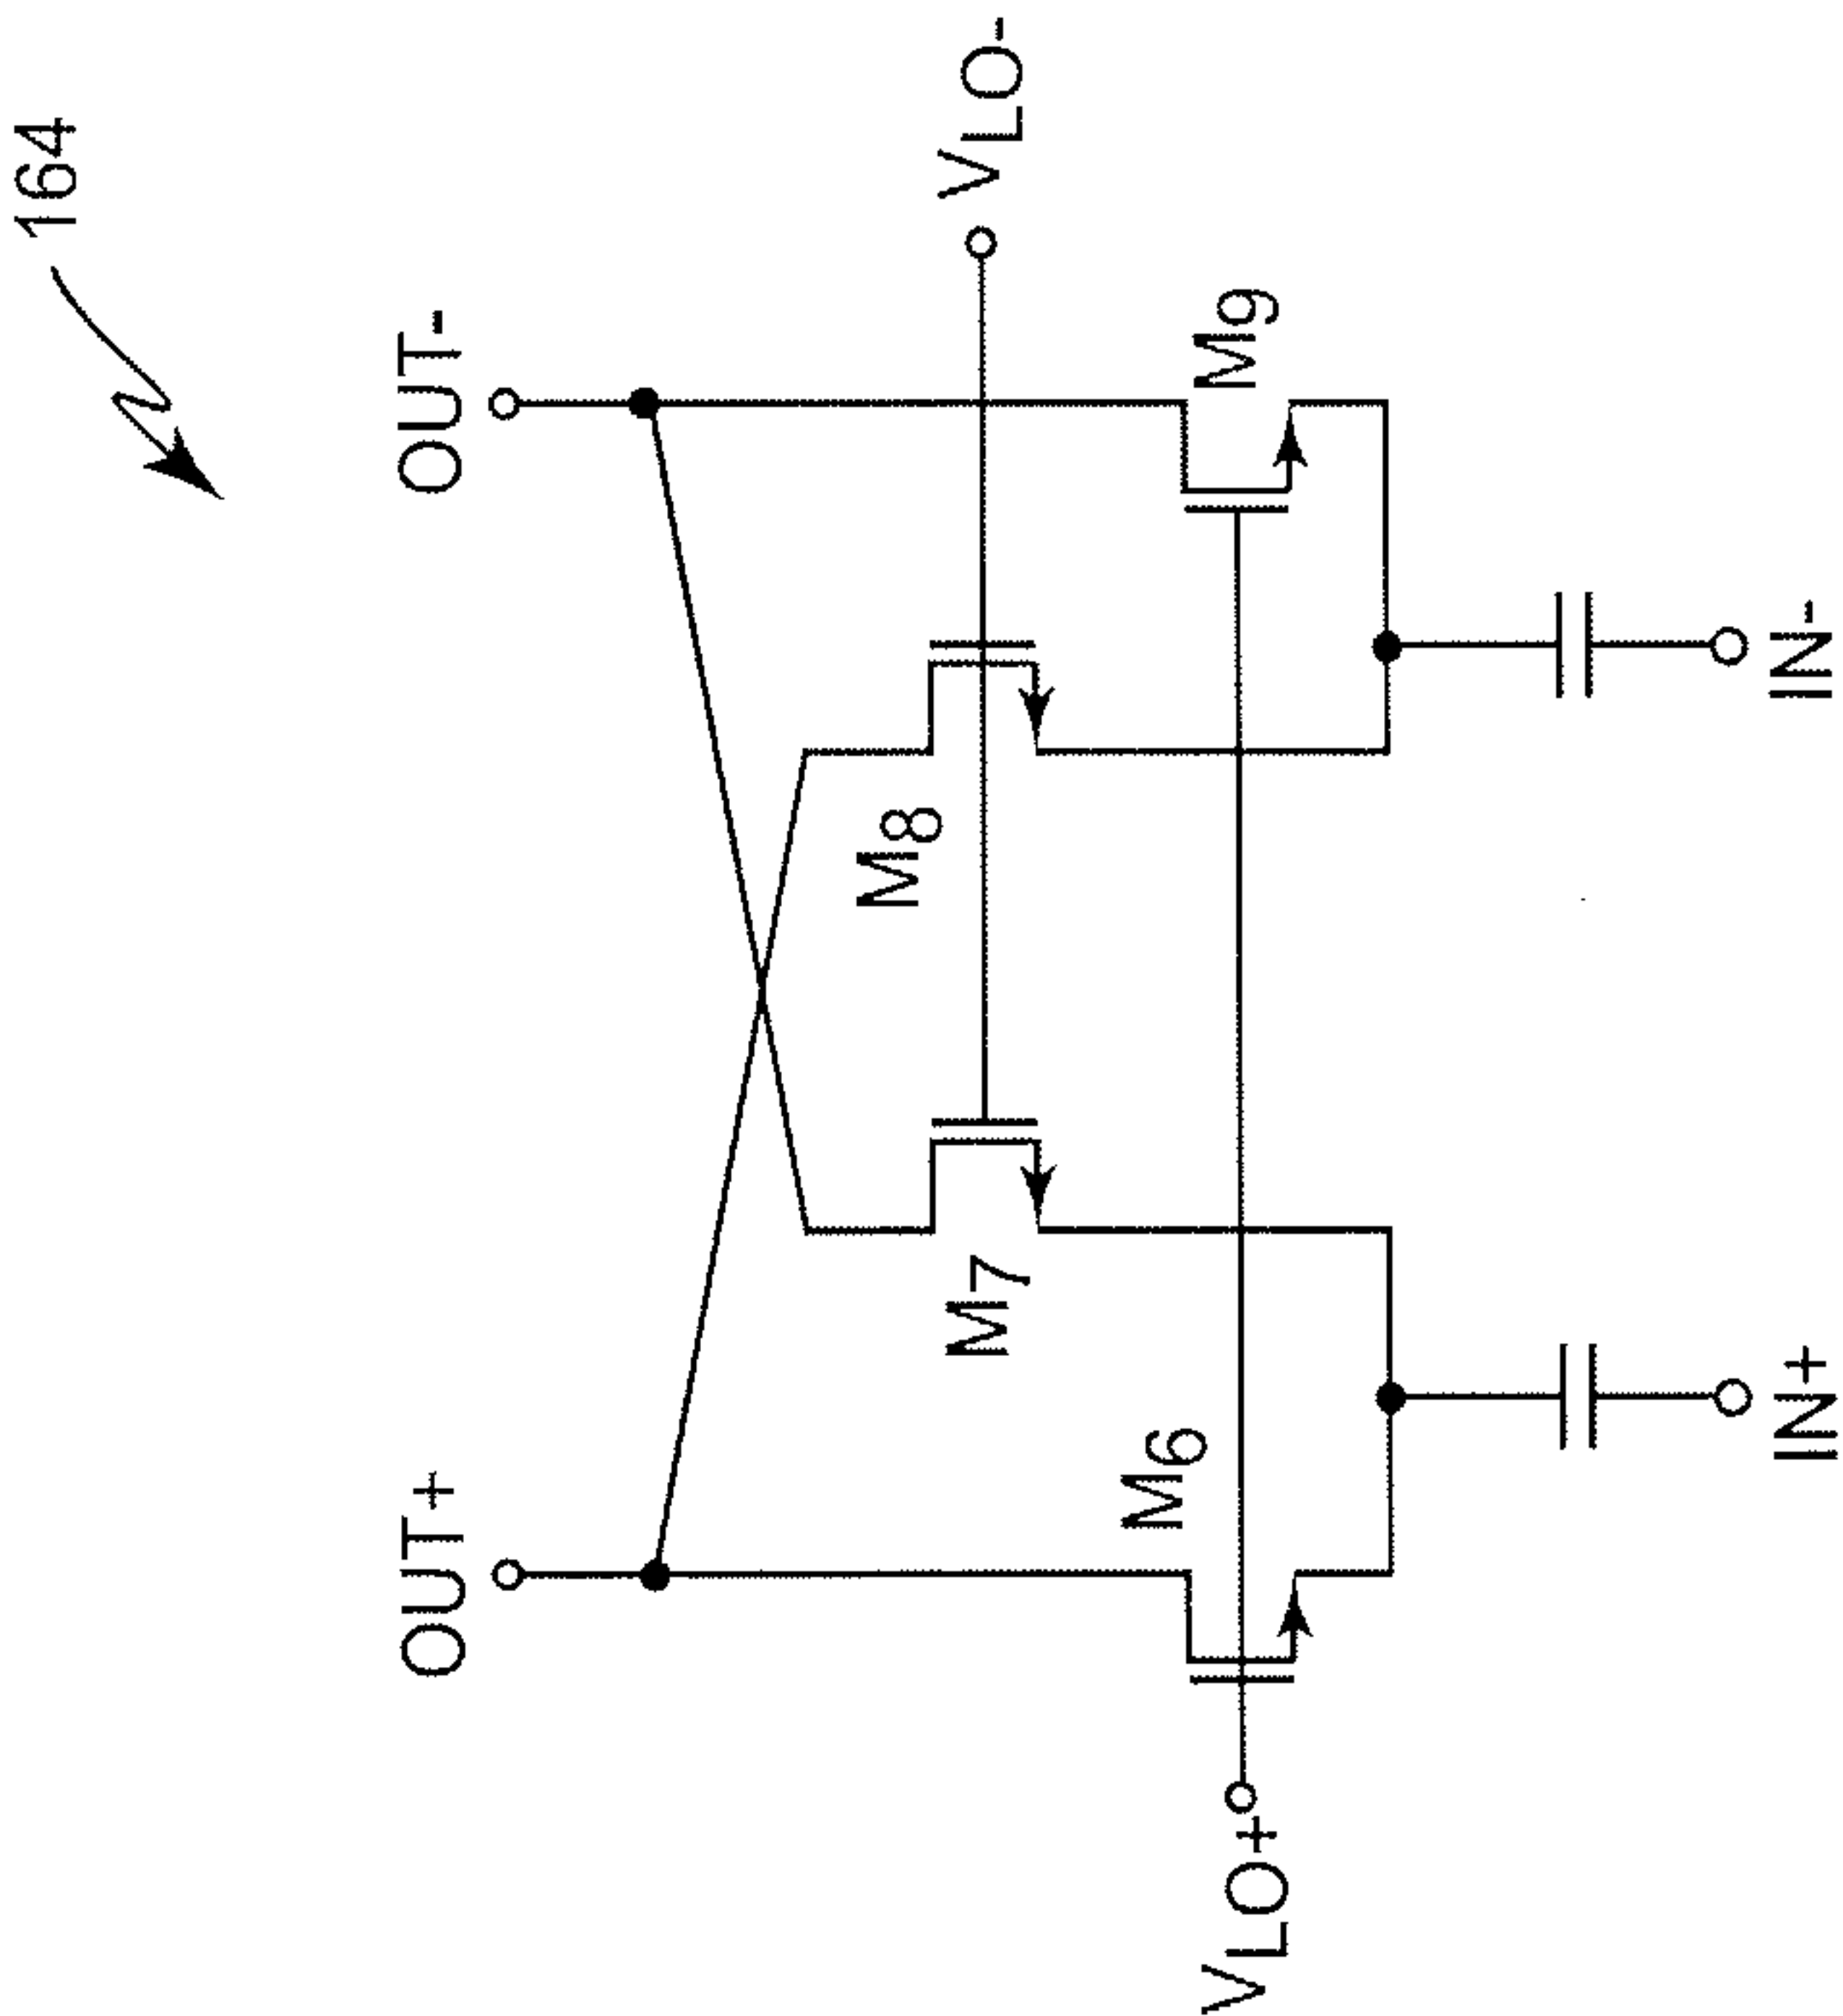 164
OUT+
OUT-
VLO-
M8
M7
M9
M6
VLO+
IN+
IN-